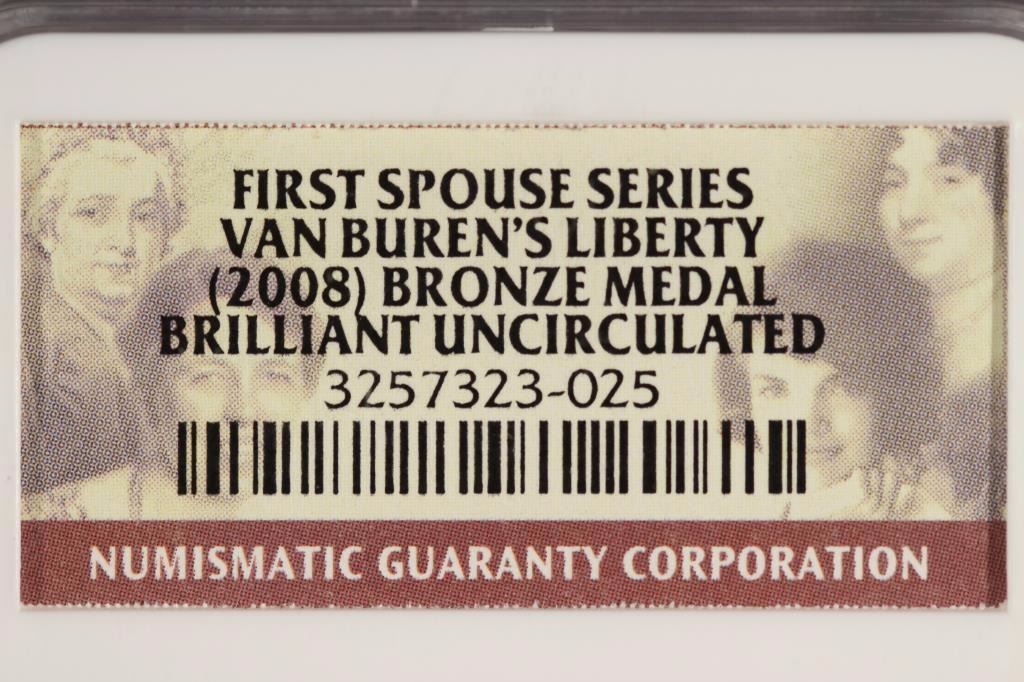 FIRST SPOUSE SERIES
VAN BUREN'S LIBERTY
(2008) BRONZE MEDAL
BRILLIANT UNCIRCULATED
3257323-025
NUMISMATIC GUARANTY CORPORATION